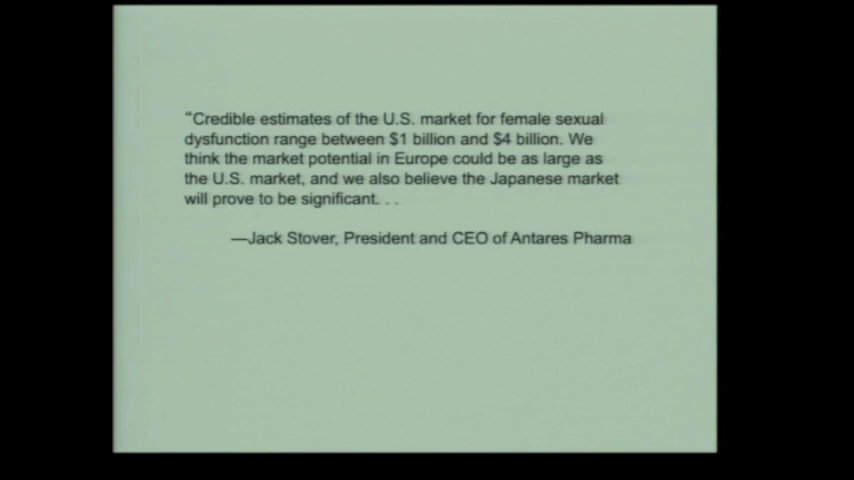 “Credible estimates of the U.S. market for female sexual
dysfunction range between $1 billion and $4 billion. We
think the market potential in Europe could be as large as
the U.S. market, and we also believe the Japanese market
will prove to be significant. . .
—Jack Stover, President and CEO of Antares Pharma